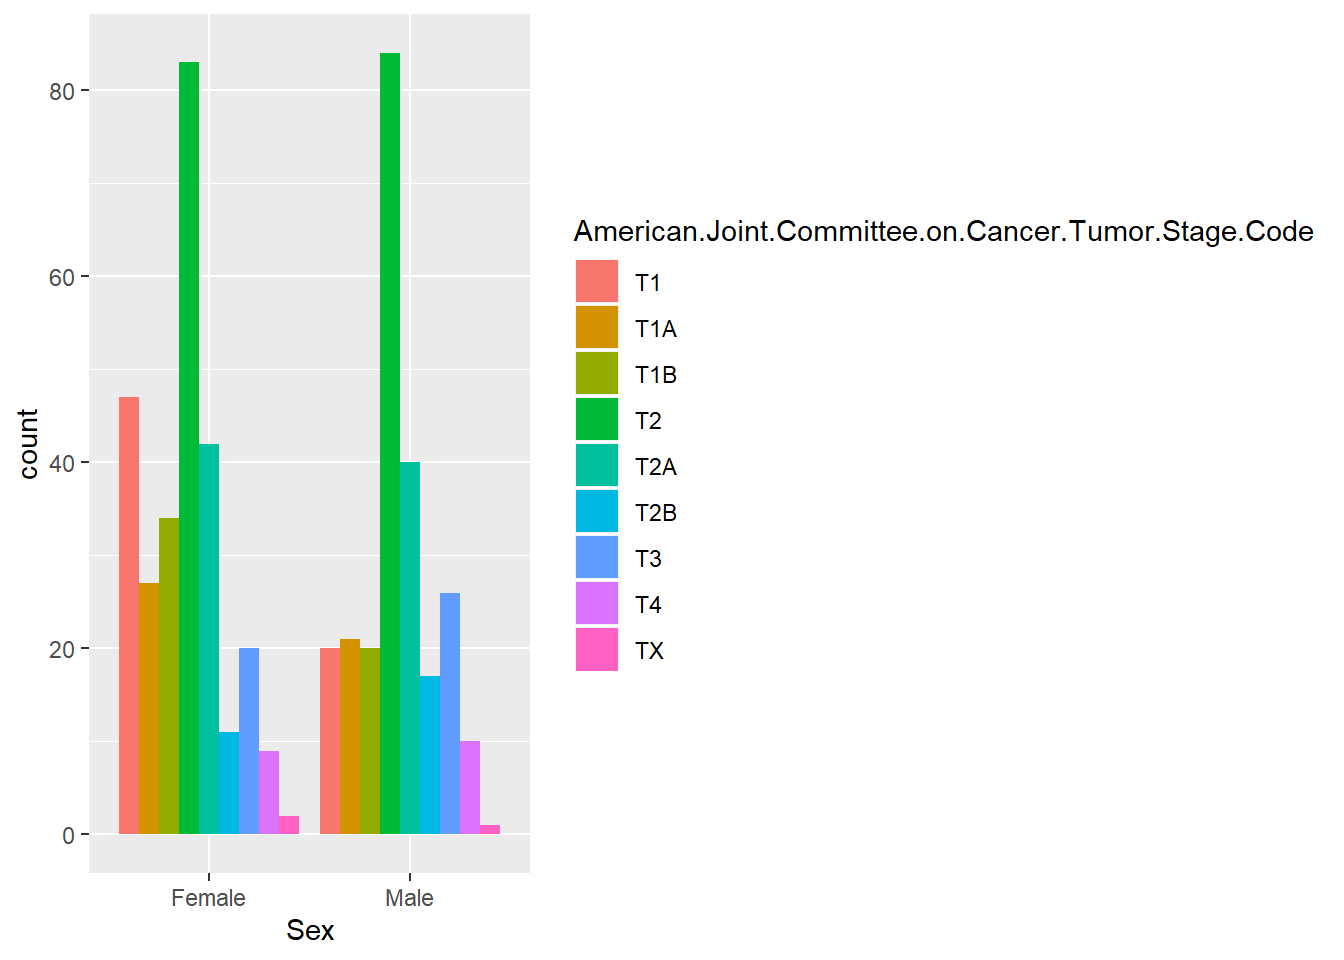 80
60
40
20
0
count
Female Male
Sex
American.Joint.Committee.on.Cancer.Tumor.Stage.Code
T1
T1A
T1B
T2
T2A
T2B
T3
T4
TX